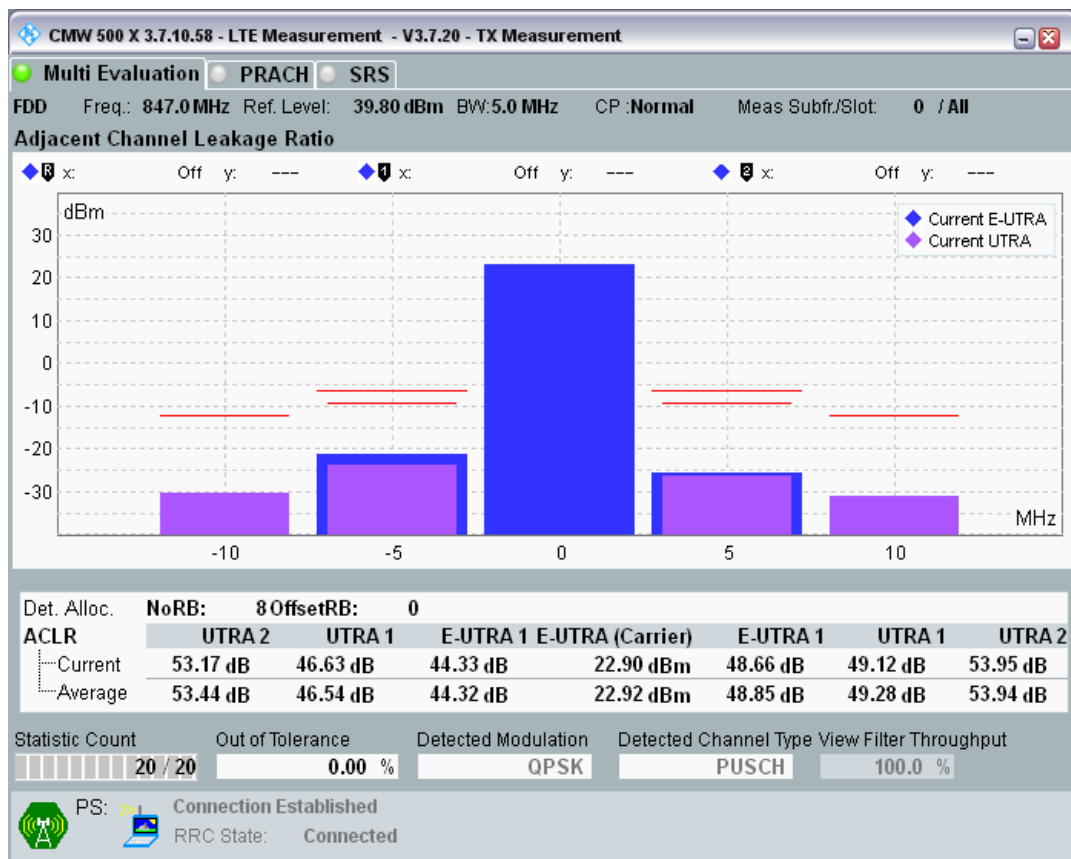 CMW 500 X 3.7.10.58 - LTE Measurement - V3.7.20 - TX Measurement
Multi Evaluation PRACH SRS
FDD Freq.: 847.0 MHz Ref. Level: 39.80 dBm BW:5.0 MHz CP :Normal Meas Subfr./Slot: 0 / All
Adjacent Channel Leakage Ratio
R x: Off y: --- 1 x: Off y: --- 2 x: Off y: ---
dBm
Current E-UTRA
Current UTRA
30
20
10
0
-10
-20
-30
MHz
-10 -5 0 5 10
Det. Alloc. NoRB: 8 OffsetRB: 0
ACLR UTRA 2 UTRA 1 E-UTRA 1 E-UTRA (Carrier) E-UTRA 1 UTRA 1 UTRA 2
Current 53.17 dB 46.63 dB 44.33 dB 22.90 dBm 48.66 dB 49.12 dB 53.95 dB
Average 53.44 dB 46.54 dB 44.32 dB 22.92 dBm 48.85 dB 49.28 dB 53.94 dB
Statistic Count Out of Tolerance Detected Modulation Detected Channel Type View Filter Throughput
20 / 20 0.00 % QPSK PUSCH 100.0 %
PS: Connection Established
RRC State: Connected